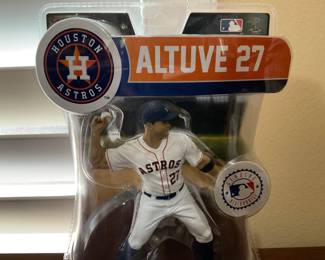 HOUSTON
H
ASTROS
ALTUVE 27
ASTROS
27